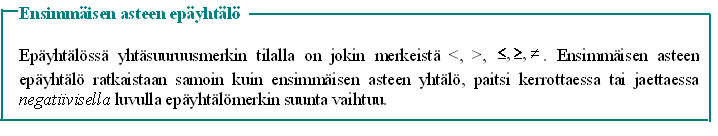 Ensimmäisen asteen epäyhtälö
Epäyhtälössä yhtäsuuruusmerkin tilalla on jokin merkeistä <, >, ≤, ≥, ≠. Ensimmäisen asteen
epäyhtälö ratkaistaan samoin kuin ensimmäisen asteen yhtälö, paitsi kerrottaessa tai jaettaessa
negatiivisella luvulla epäyhtälömerkin suunta vaihtuu.